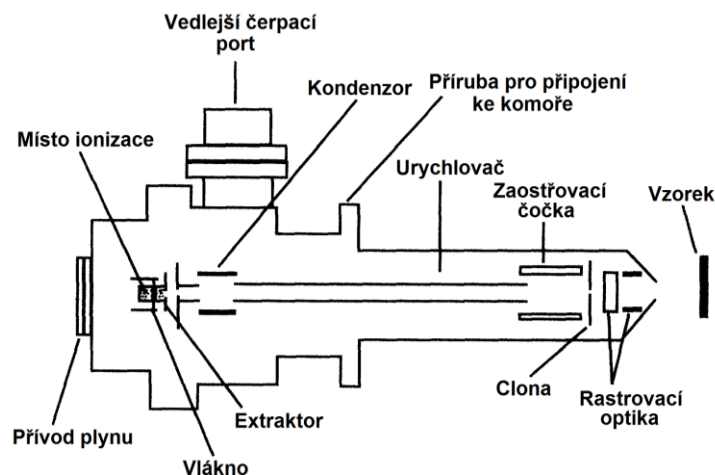 Vedlejší čerpací
port
Kondenzor
Příruba pro připojení
ke komoře
Místo ionizace
Urychlovač
Zaostřovací
čočka
Vzorek
Clona
Rastrovací
optika
Extraktor
Přívod plynu
Vlákno